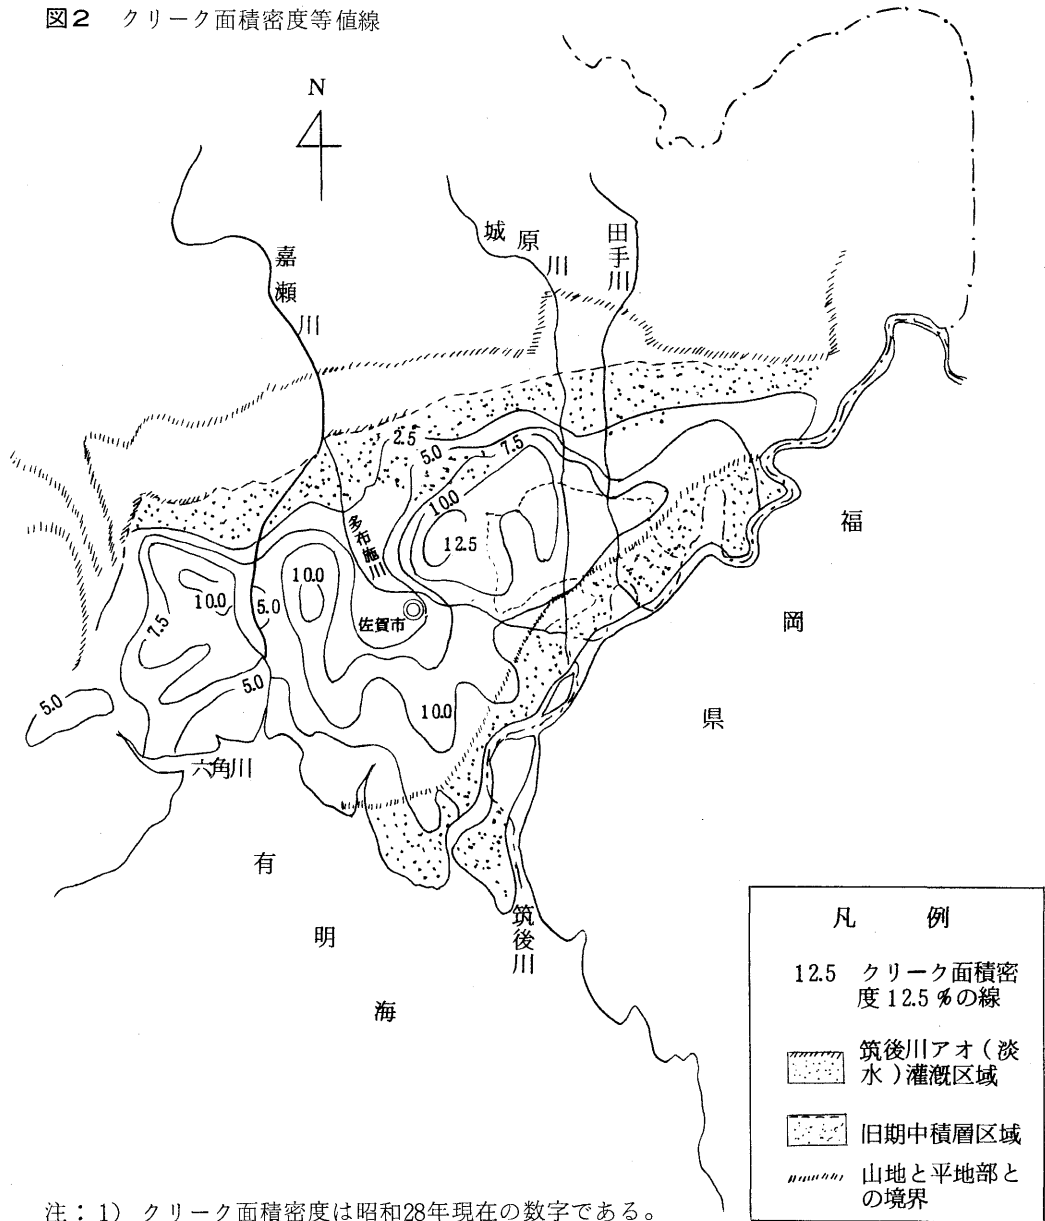 図2 クリーク面積密度等値線
N
嘉瀬川
城原川
田手川
2.5
5.0
7.5
10.0
12.5
多布施川
10.0
5.0
10.0
7.5
佐賀市
5.0
5.0
10.0
六角川
福岡県
有明海
筑後川
凡 例
12.5 クリーク面積密
度12.5%の線
筑後川アオ(淡
水)灌漑区域
旧期中積層区域
山地と平地部と
の境界
注:1) クリーク面積密度は昭和28年現在の数字である。